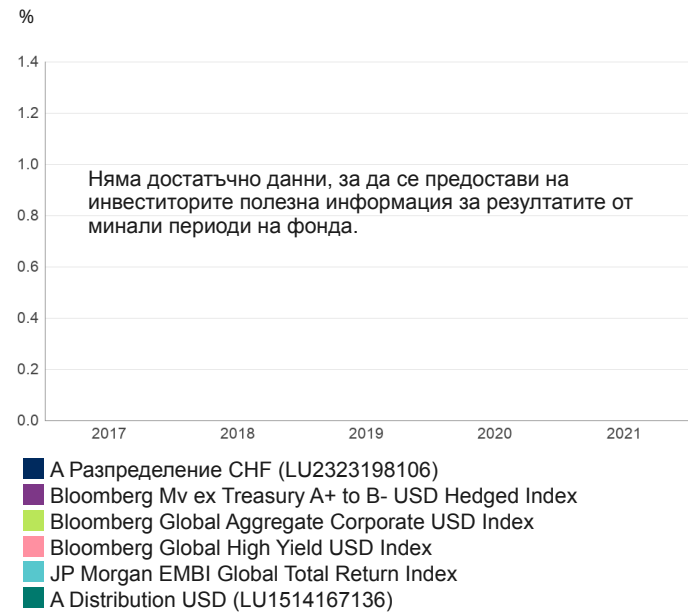 %
1.4
1.2
1.0
Няма достатъчно данни, за да се предостави на
инвеститорите полезна информация за резултатите от
0.8
минали периоди на фонда.
0.6
0.4
0.2
0.0
2017 2018 2019 2020 2021
А Разпределение CHF (LU2323198106)
Bloomberg Mv ex Treasury A+ to B- USD Hedged Index
Bloomberg Global Aggregate Corporate USD Index
Bloomberg Global High Yield USD Index
JP Morgan EMBI Global Total Return Index
A Distribution USD (LU1514167136)